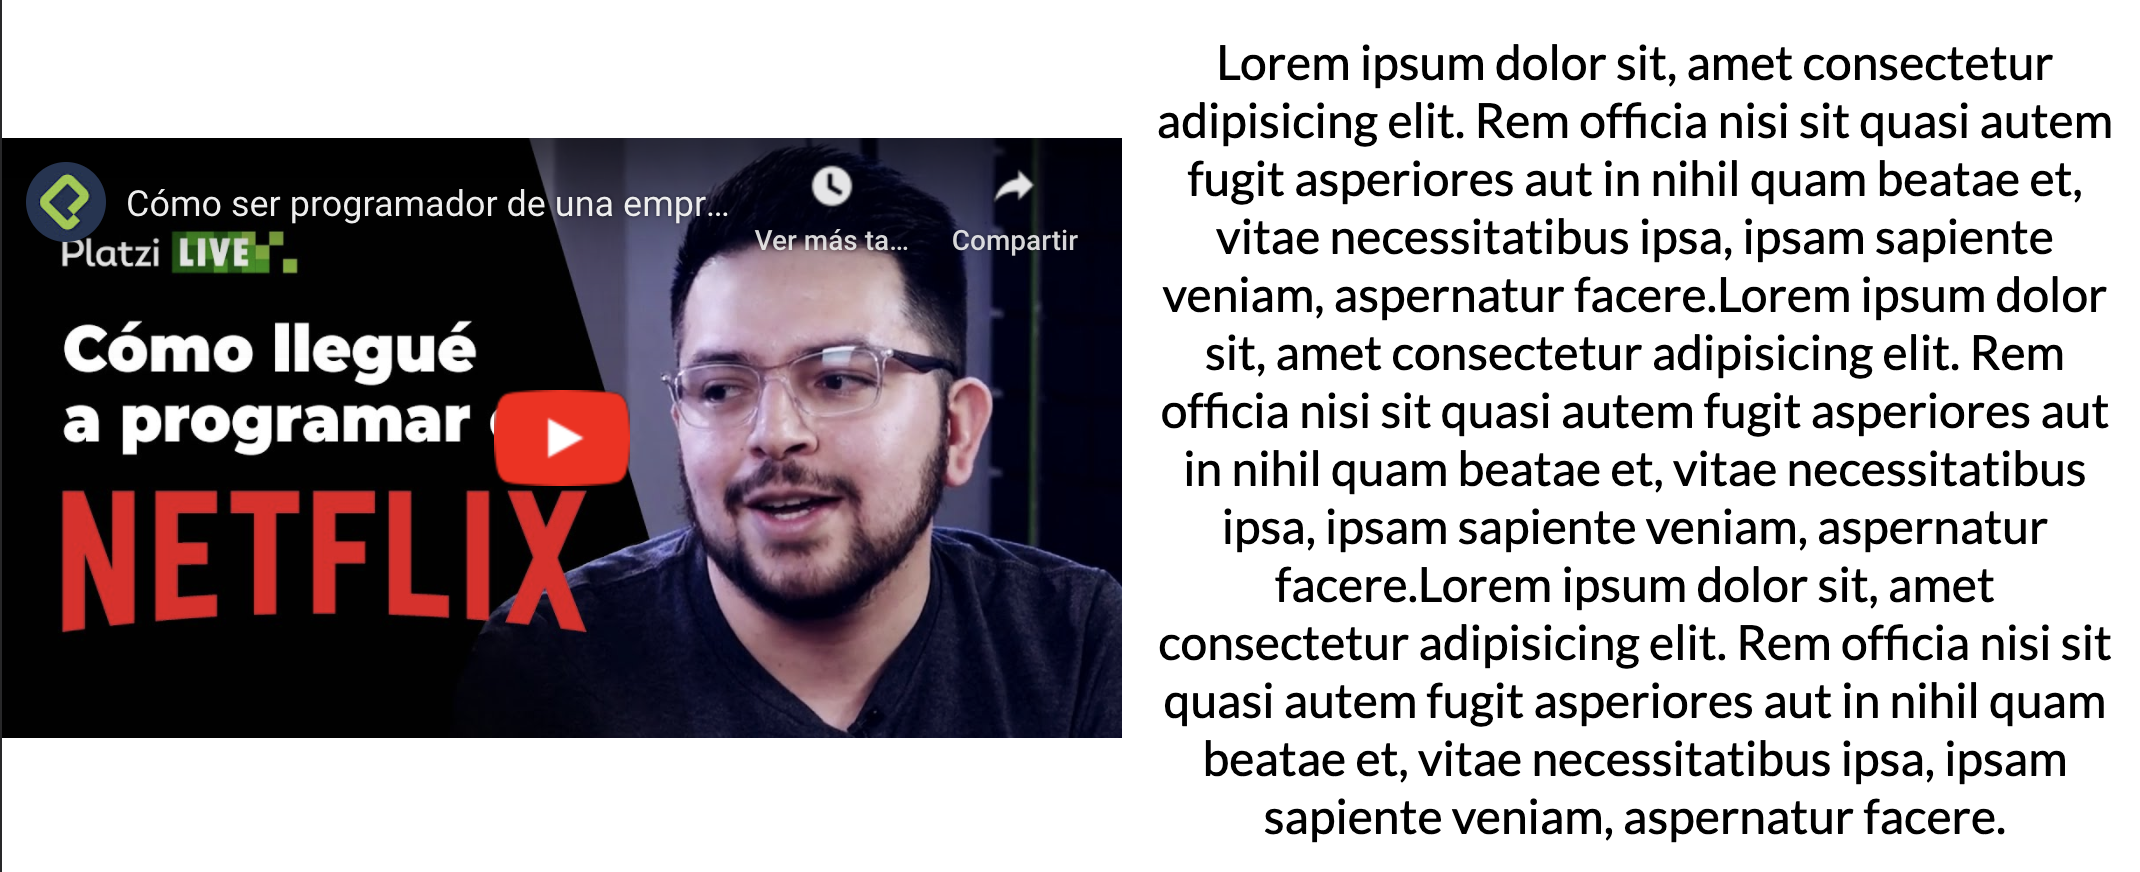 Cómo ser programador de una empr...
Ver más ta...
Compartir
Platzi LIVE
Cómo llegué
a programar
NETFLIX
Lorem ipsum dolor sit, amet consectetur
adipisicing elit. Rem officia nisi sit quasi autem
fugit asperiores aut in nihil quam beatae et,
vitae necessitatibus ipsa, ipsam sapiente
veniam, aspernatur facere.Lorem ipsum dolor
sit, amet consectetur adipisicing elit. Rem
officia nisi sit quasi autem fugit asperiores aut
in nihil quam beatae et, vitae necessitatibus
ipsa, ipsam sapiente veniam, aspernatur
facere.Lorem ipsum dolor sit, amet
consectetur adipisicing elit. Rem officia nisi sit
quasi autem fugit asperiores aut in nihil quam
beatae et, vitae necessitatibus ipsa, ipsam
sapiente veniam, aspernatur facere.